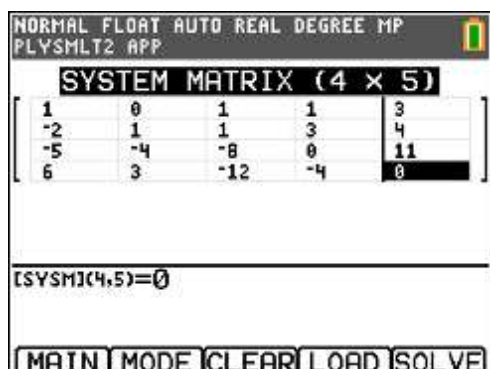 NORMAL FLOAT AUTO REAL DEGREE MP
PLYSMLT2 APP
SYSTEM MATRIX (4 × 5)
1 0 1 1 3
-2 1 1 3 4
-5 -4 -8 0 11
6 3 -12 -4 0
[SYSM](4,5)=0
MAIN MODE CLEAR LOAD SOLVE